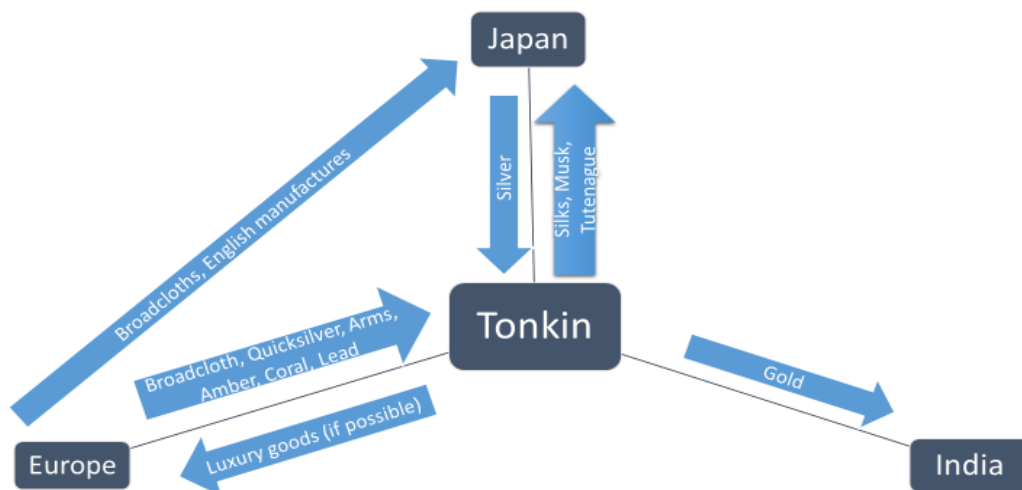 Japan
Broadcloths, English manufactures
Silver
Silks, Musk,
Tutenague
Tonkin
Broadcloth, Quicksilver, Arms,
Amber, Coral, Lead
Gold
Luxury goods (if possible)
Europe
India